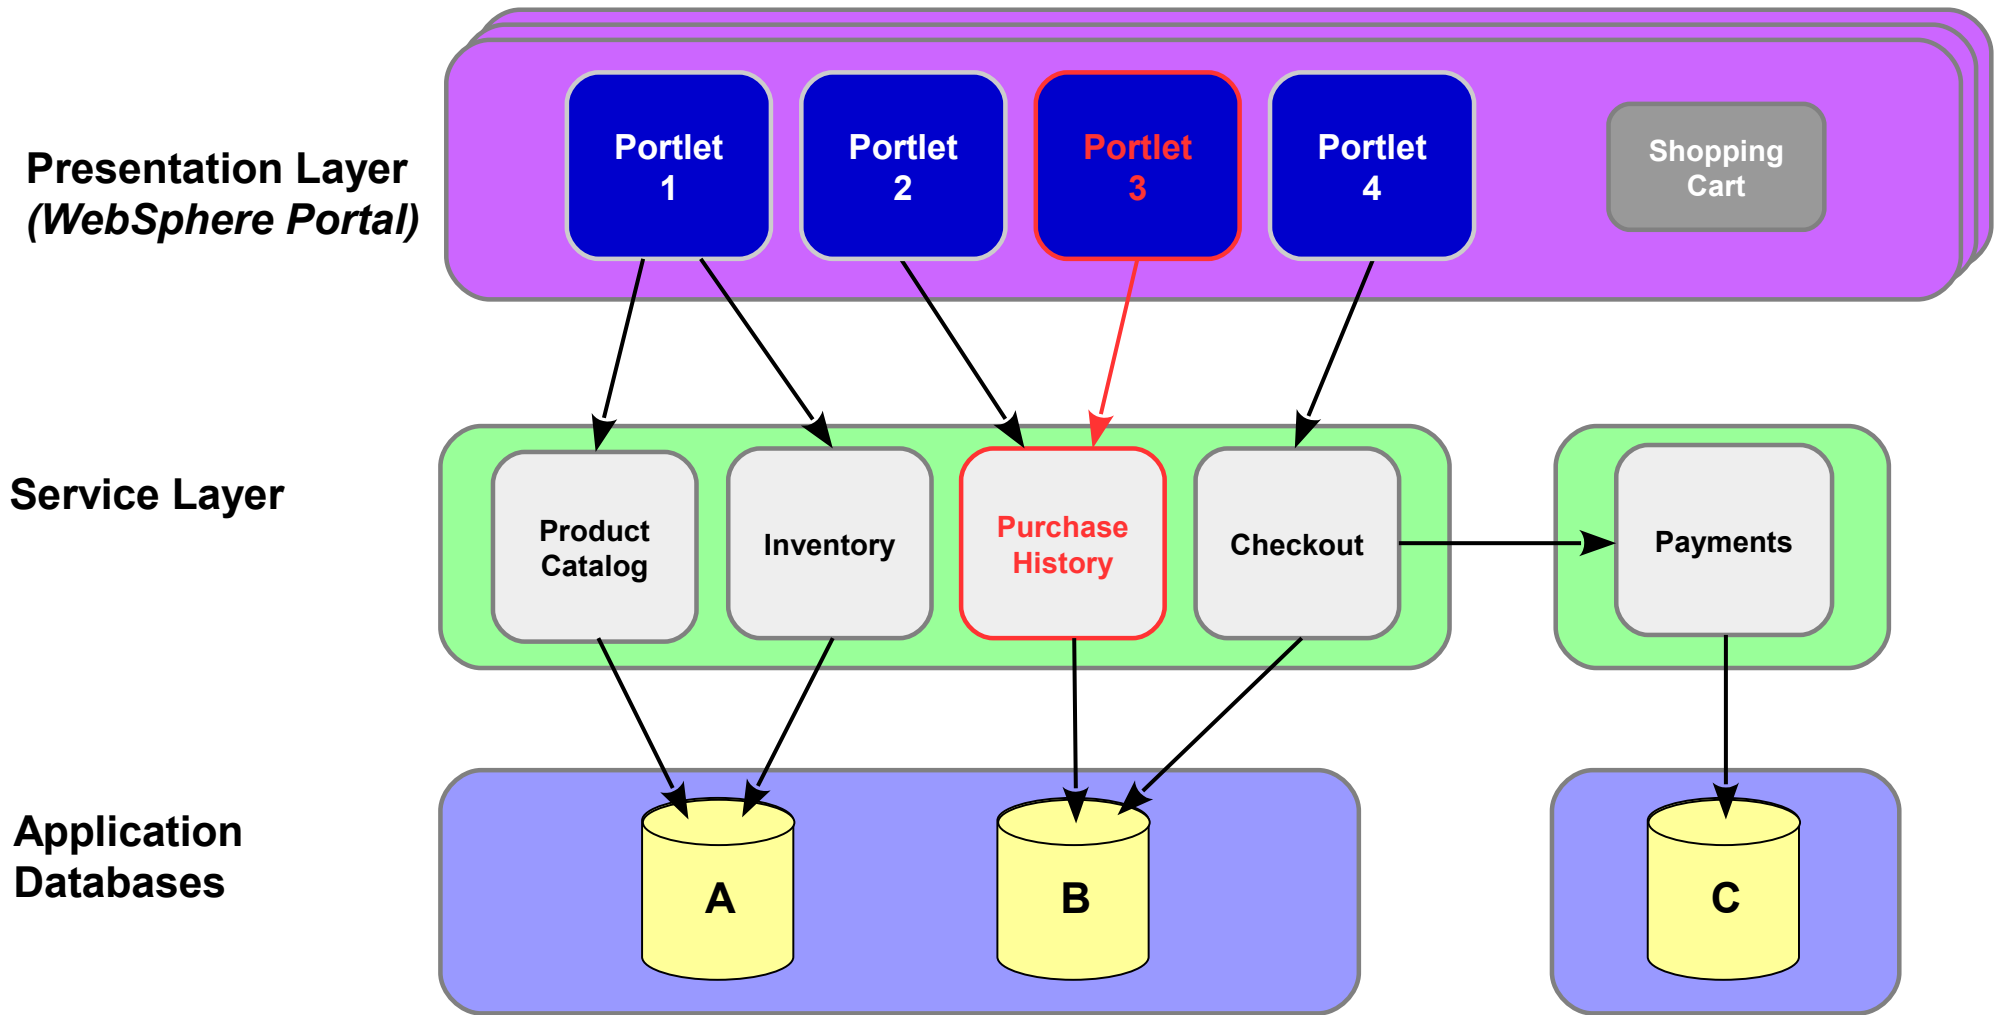 Presentation Layer
(WebSphere Portal)
Portlet
1
Portlet
2
Portlet
3
Portlet
4
Shopping
Cart
Service Layer
Product
Catalog
Inventory
Purchase
History
Checkout
Payments
Application
Databases
A
B
C